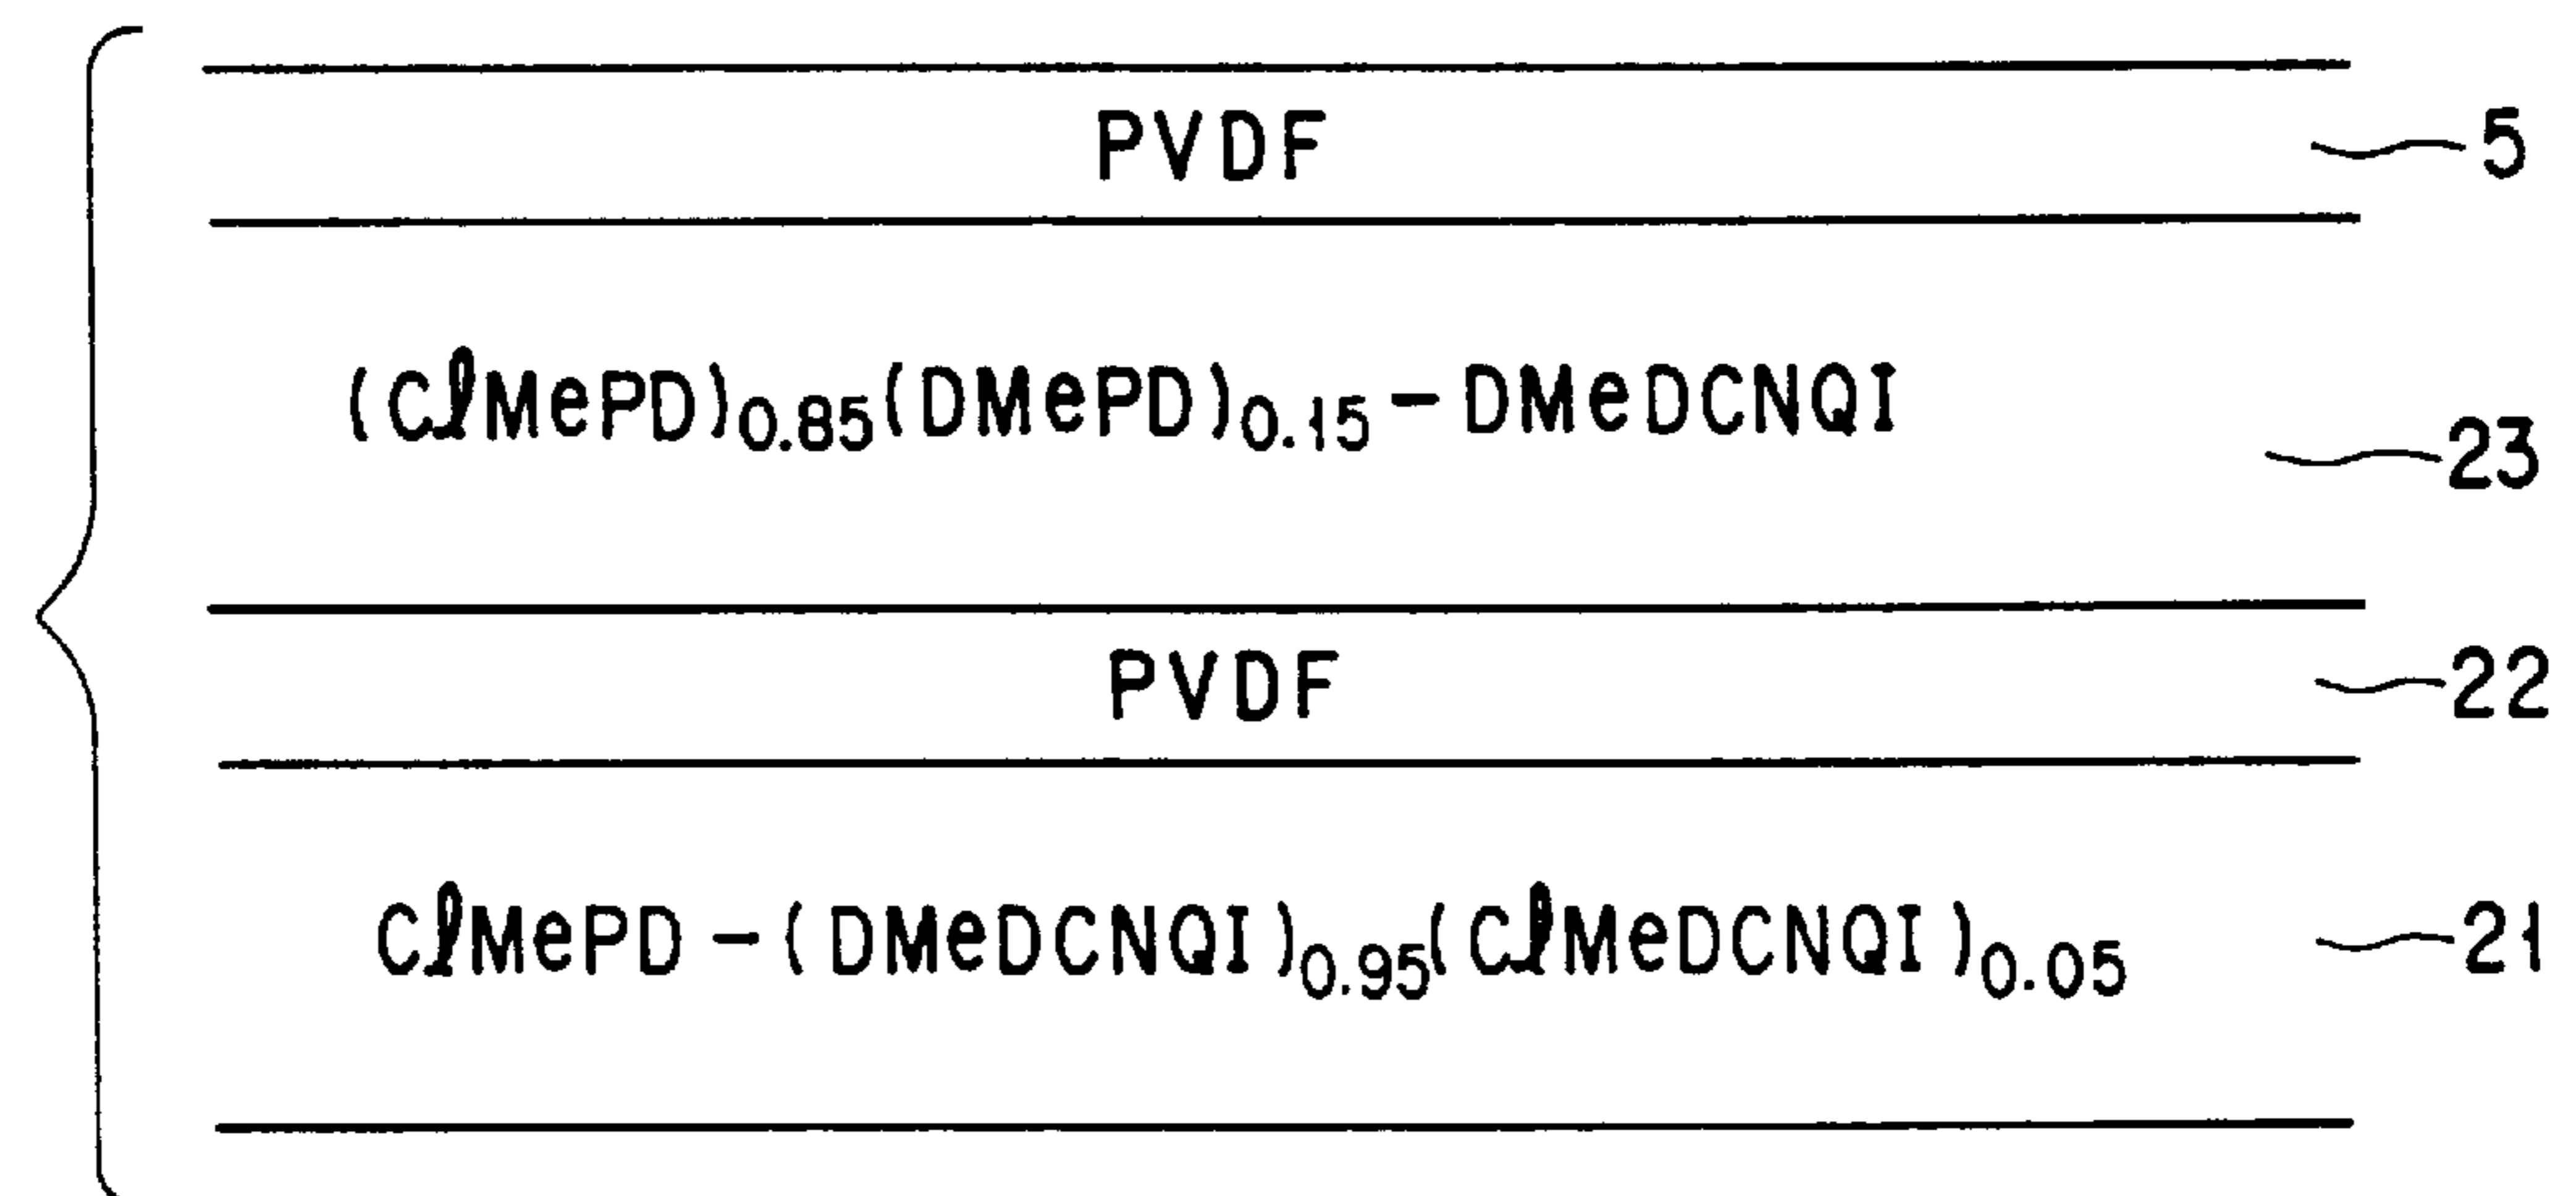 PVDF 5
(CℓMePD)0.85(DMePD)0.15-DMeDCNQI
23
PVDF 22
CℓMePD-(DMeDCNQI)0.95(CℓMeDCNQI)0.05 21